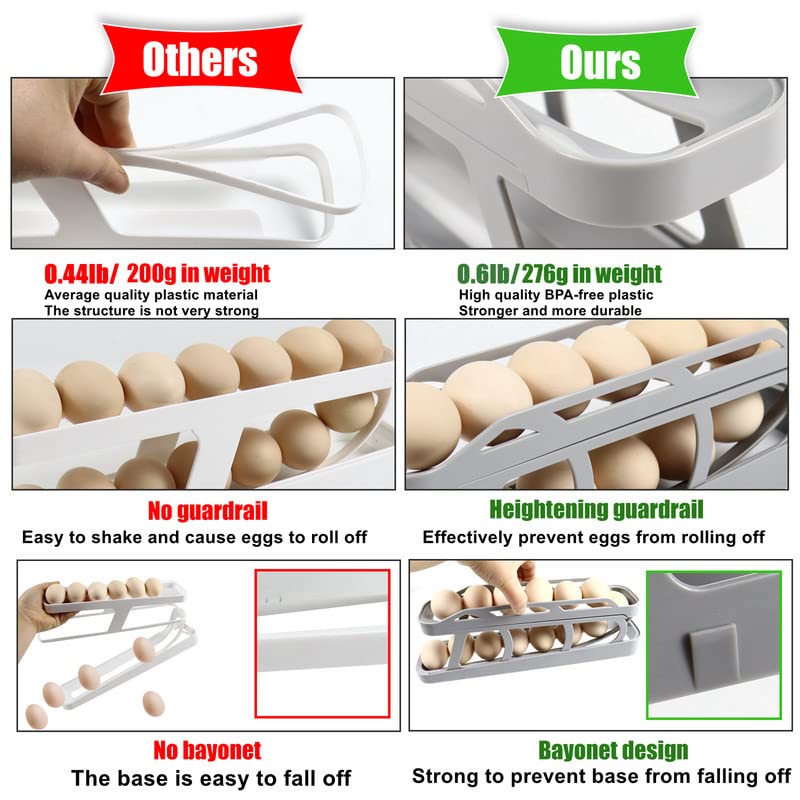 Others
Ours
0.44lb/ 200g in weight
Average quality plastic material
The structure is not very strong
0.6lb/276g in weight
High quality BPA-free plastic
Stronger and more durable
No guardrail
Easy to shake and cause eggs to roll off
Heightening guardrail
Effectively prevent eggs from rolling off
No bayonet
The base is easy to fall off
Bayonet design
Strong to prevent base from falling off